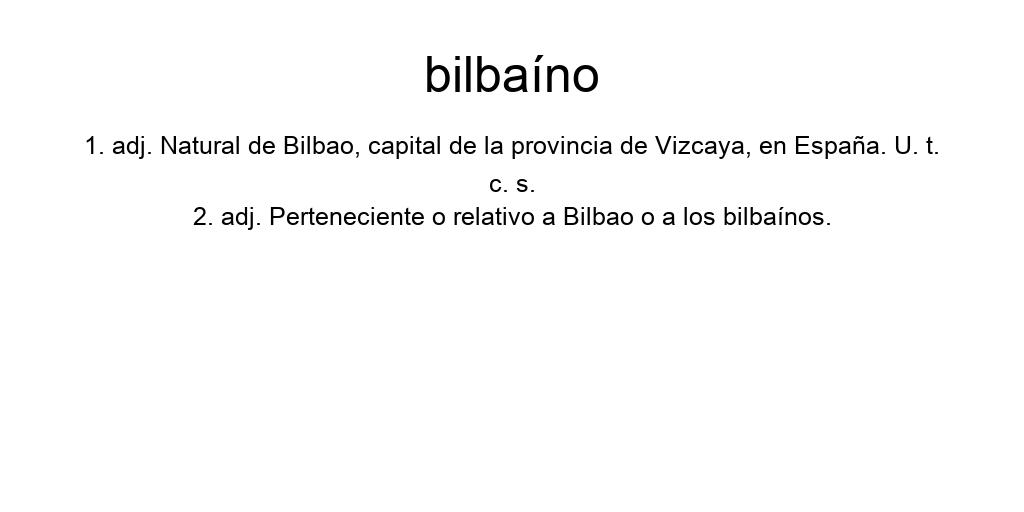 bilbaíno
1. adj. Natural de Bilbao, capital de la provincia de Vizcaya, en España. U. t.
c. s.
2. adj. Perteneciente o relativo a Bilbao o a los bilbaínos.